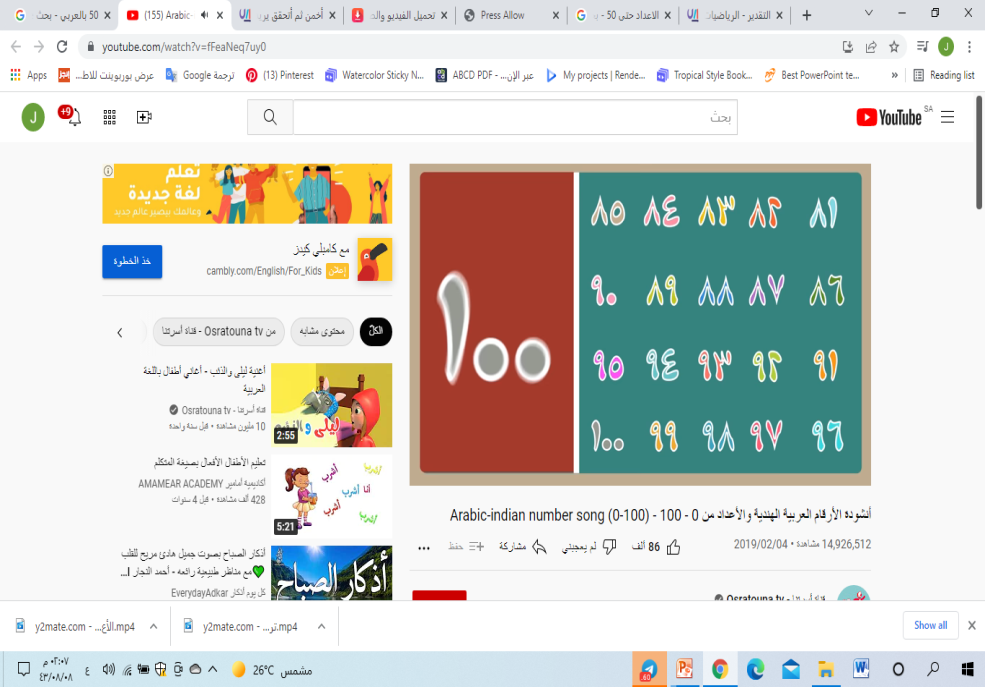 50 بالعربي - بحث
(155) Arabic-
أخمن ثم أتحقق
تحميل الفيديو
Press Allow
الاعداد حتى 50 -
التقدير - الرياضيات
youtube.com/watch?v=fFeaNeq7uy0
Apps
عرض بوربوينت
ترجمة Google
(13) Pinterest
Watercolor Sticky N...
ABCD PDF - ...عبر الإن
My projects | Rende...
Tropical Style Book...
Best PowerPoint te...
»
Reading list
J
+9
بحث
YouTube SA
تعلم
لغة جديدة
وعالمك بيصير عالم جديد
مع كامبلي كيدز
إعلان cambly.com/English/For_Kids
خذ الخطوة
الكل
محتوى مشابه
من Osratouna tv - قناة أسرتنا
أغنية ليلى والذئب - أغاني أطفال باللغة
العربية
قناة أسرتنا - Osratouna tv
10 مليون مشاهدة • قبل سنة واحدة
ليلى و الذئب
2:55
تعليم الأطفال الأفعال بصيغة المتكلم
أكاديمية أمامير AMAMEAR ACADEMY
428 ألف مشاهدة • قبل 4 سنوات
أشرب
أنا أشرب
أشرب
5:21
أذكار الصباح بصوت جميل هادئ مريح للقلب
مع مناظر طبيعية رائعه - أحمد النجار ا...
كل يوم أذكار EverydayAdkar
أذكار الصباح
١٠٠
٨١ ٨٢ ٨٣ ٨٤ ٨٥
٨٦ ٨٧ ٨٨ ٨٩ ٩٠
٩١ ٩٢ ٩٣ ٩٤ ٩٥
٩٦ ٩٧ ٩٨ ٩٩ ١٠٠
أنشوده الأرقام العربية الهندية والأعداد من 0 - 100 - Arabic-indian number song (0-100)
14,926,512 مشاهدة • 2019/02/04
86 ألف
لم يعجبني
مشاركة
حفظ
قناة أسرتنا - Osratouna tv
y2mate.com - ...الأع.mp4
y2mate.com - ...تر.mp4
Show all
٠٢:٠٧ م
٤٣/٠٨/٠٨
ع
26°C مشمس
60